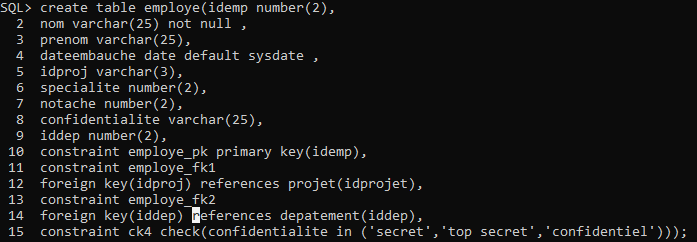 SQL> create table employe(idemp number(2),
2 nom varchar(25) not null ,
3 prenom varchar(25),
4 dateembauche date default sysdate ,
5 idproj varchar(3),
6 specialite number(2),
7 notache number(2),
8 confidentialite varchar(25),
9 iddep number(2),
10 constraint employe_pk primary key(idemp),
11 constraint employe_fk1
12 foreign key(idproj) references projet(idprojet),
13 constraint employe_fk2
14 foreign key(iddep) references depatement(iddep),
15 constraint ck4 check(confidentialite in ('secret','top secret','confidentiel')));